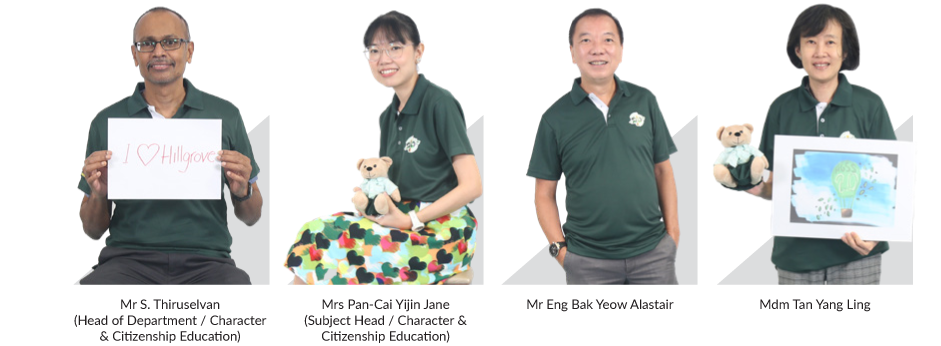 I ♡ Hillgrove
Mr S. Thiruselvan
(Head of Department / Character
& Citizenship Education)
Mrs Pan-Cai Yijin Jane
(Subject Head / Character &
Citizenship Education)
Mr Eng Bak Yeow Alastair
Mdm Tan Yang Ling